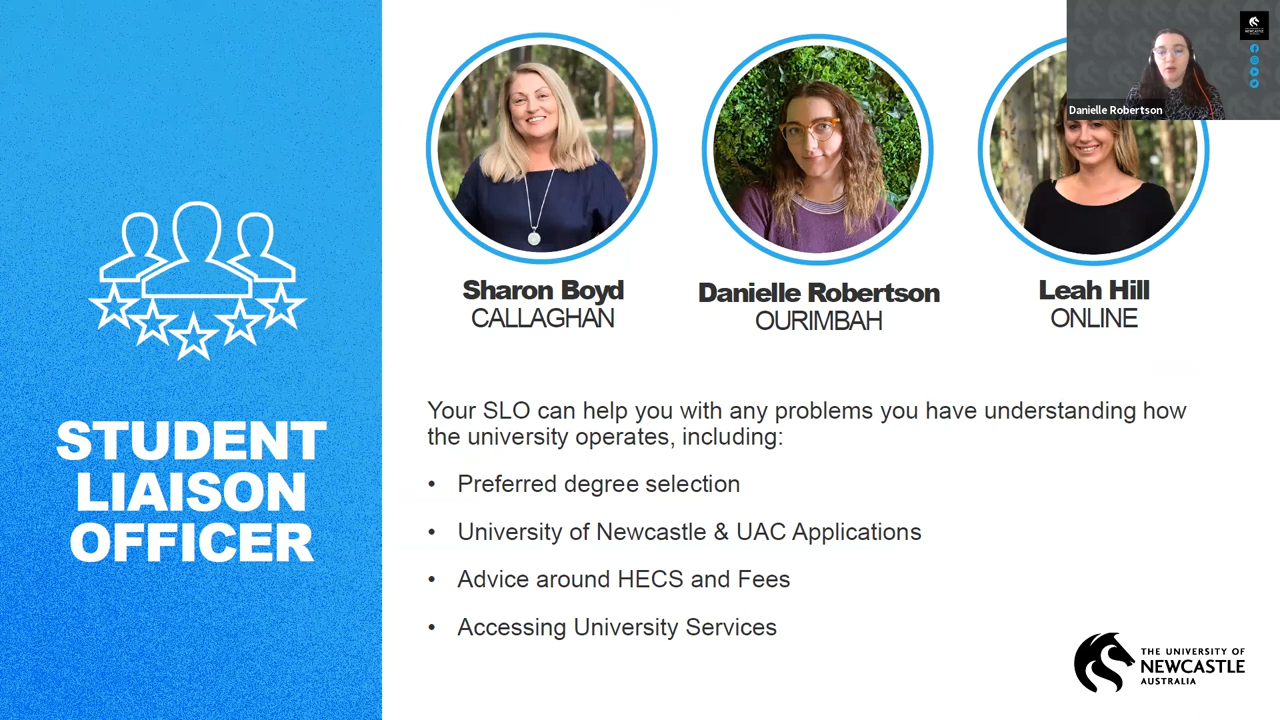 STUDENT
LIAISON
OFFICER
Danielle Robertson
Sharon Boyd
CALLAGHAN
Danielle Robertson
OURIMBAH
Leah Hill
ONLINE
Your SLO can help you with any problems you have understanding how
the university operates, including:
• Preferred degree selection
• University of Newcastle & UAC Applications
• Advice around HECS and Fees
• Accessing University Services
THE UNIVERSITY OF
NEWCASTLE
AUSTRALIA